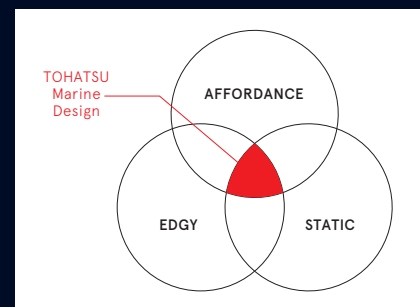 TOHATSU
Marine
Design
AFFORDANCE
EDGY
STATIC